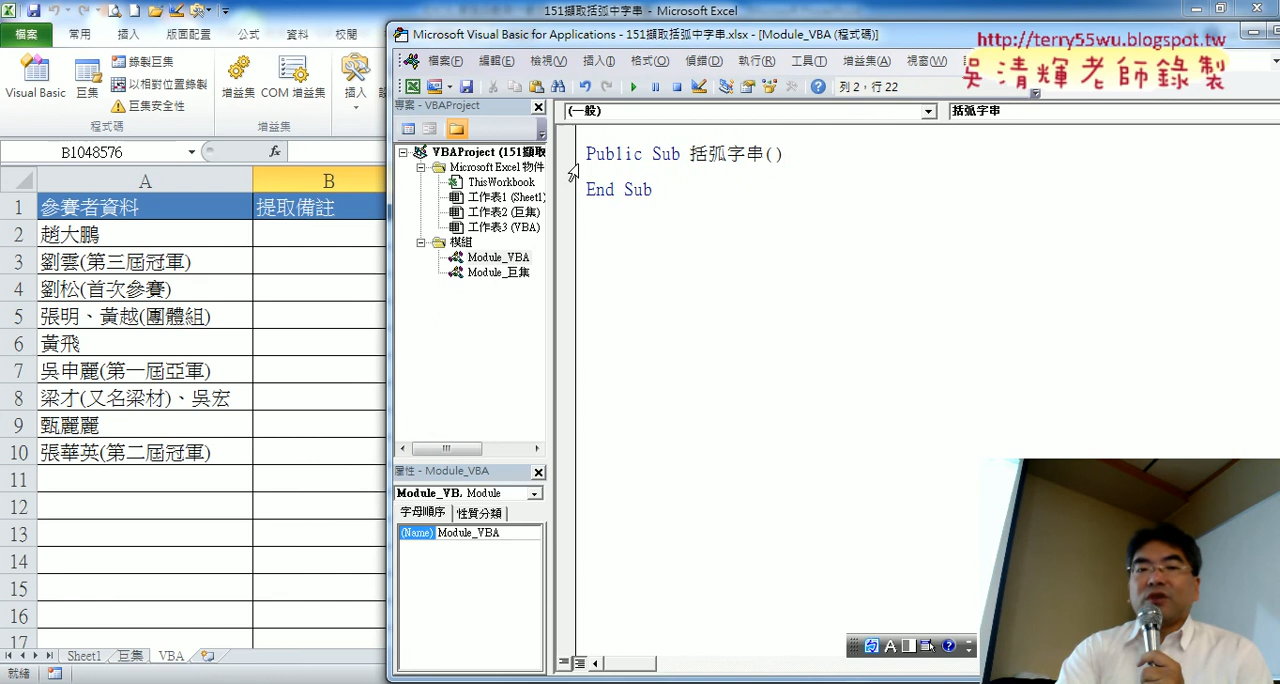 151擷取括弧中字串 - Microsoft Excel
檔案 常用 插入 版面配置 公式 資料 校閱
Visual Basic 巨集 錄製巨集 以相對位置錄製 巨集安全性 增益集 COM 增益集 插入
程式碼 增益集
B1048576 fx
A B
1 參賽者資料 提取備註
2 趙大鵬
3 劉雲(第三屆冠軍)
4 劉松(首次參賽)
5 張明、黃越(團體組)
6 黃飛
7 吳申麗(第一屆亞軍)
8 梁才(又名梁材)、吳宏
9 甄麗麗
10 張華英(第二屆冠軍)
11
12
13
14
15
16
17
Sheet1 巨集 VBA
就緒
Microsoft Visual Basic for Applications - 151擷取括弧中字串.xlsx - [Module_VBA (程式碼)]
http://terry55wu.blogspot.tw
吳清輝老師錄製
檔案(F) 編輯(E) 檢視(V) 插入(I) 格式(O) 偵錯(D) 執行(R) 工具(T) 增益集(A) 視窗(W)
列 2，行 22
專案 - VBAProject
VBAProject (151擷取
Microsoft Excel 物件
ThisWorkbook
工作表1 (Sheet1)
工作表2 (巨集)
工作表3 (VBA)
模組
Module_VBA
Module_巨集
屬性 - Module_VBA
Module_VB. Module
字母順序 性質分類
(Name) Module_VBA
(一般) 括弧字串
Public Sub 括弧字串()
End Sub
A